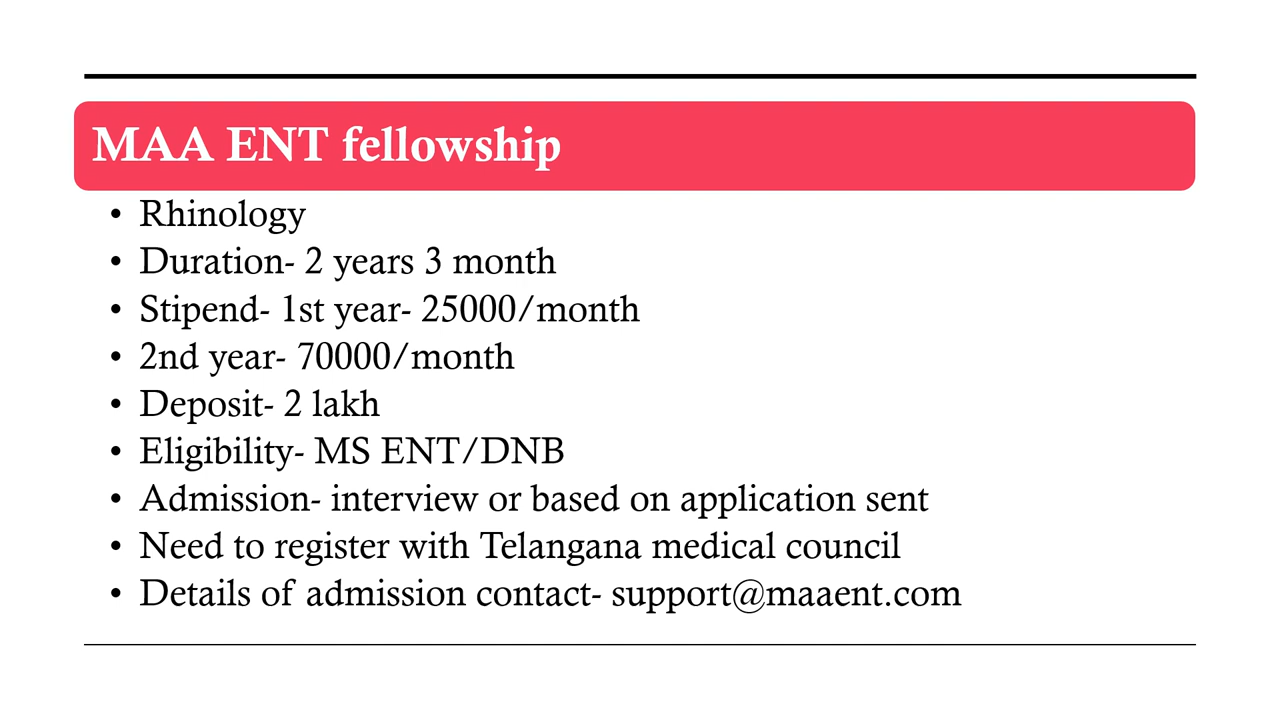 MAA ENT fellowship
• Rhinology
• Duration- 2 years 3 month
• Stipend- 1st year- 25000/month
• 2nd year- 70000/month
• Deposit- 2 lakh
• Eligibility- MS ENT/DNB
• Admission- interview or based on application sent
• Need to register with Telangana medical council
• Details of admission contact- support@maaent.com